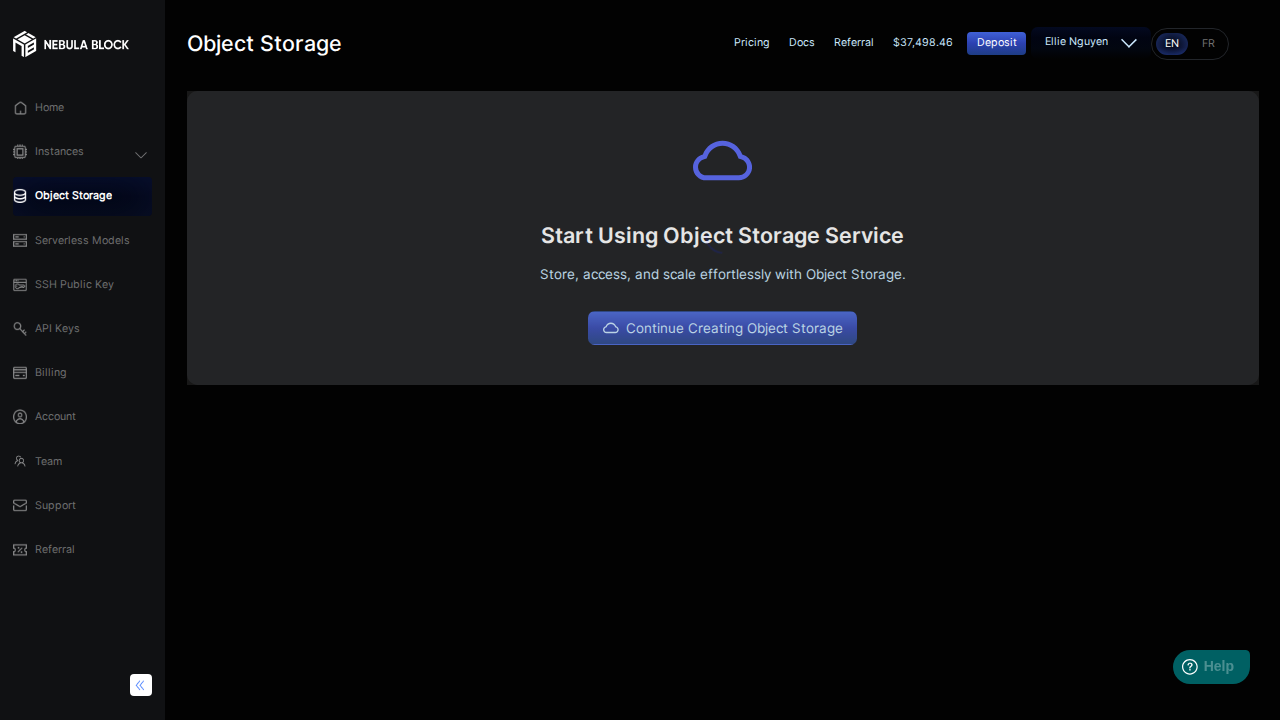 NEBULA BLOCK
Home
Instances
Object Storage
Serverless Models
SSH Public Key
API Keys
Billing
Account
Team
Support
Referral
Object Storage
Pricing Docs Referral $37,498.46 Deposit Ellie Nguyen EN FR
Start Using Object Storage Service
Store, access, and scale effortlessly with Object Storage.
Continue Creating Object Storage
Help